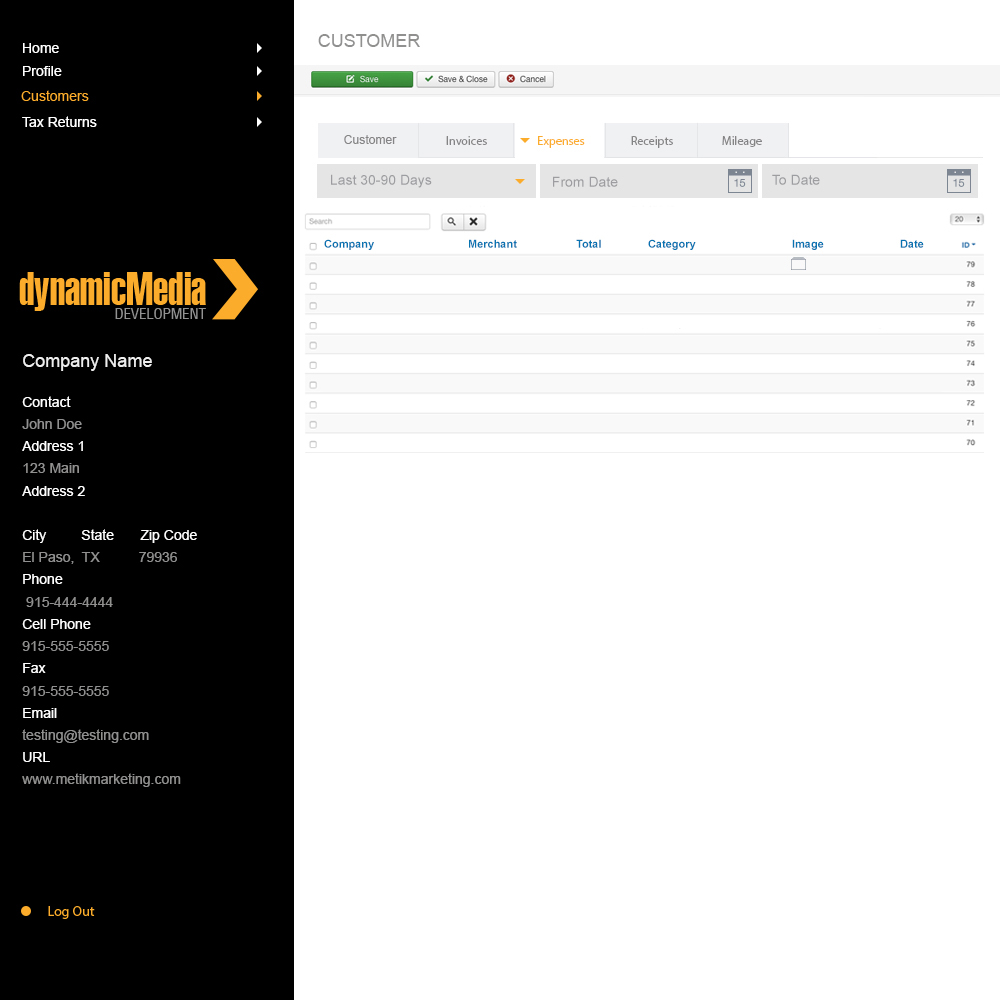 Home
Profile
Customers
Tax Returns
dynamicMedia
DEVELOPMENT
Company Name
Contact
John Doe
Address 1
123 Main
Address 2
City State Zip Code
El Paso, TX 79936
Phone
915-444-4444
Cell Phone
915-555-5555
Fax
915-555-5555
Email
testing@testing.com
URL
www.metikmarketing.com
Log Out
CUSTOMER
Save Save & Close Cancel
Customer Invoices Expenses Receipts Mileage
Last 30-90 Days From Date 15 To Date 15
Search 20
Company Merchant Total Category Image Date ID
79
78
77
76
75
74
73
72
71
70